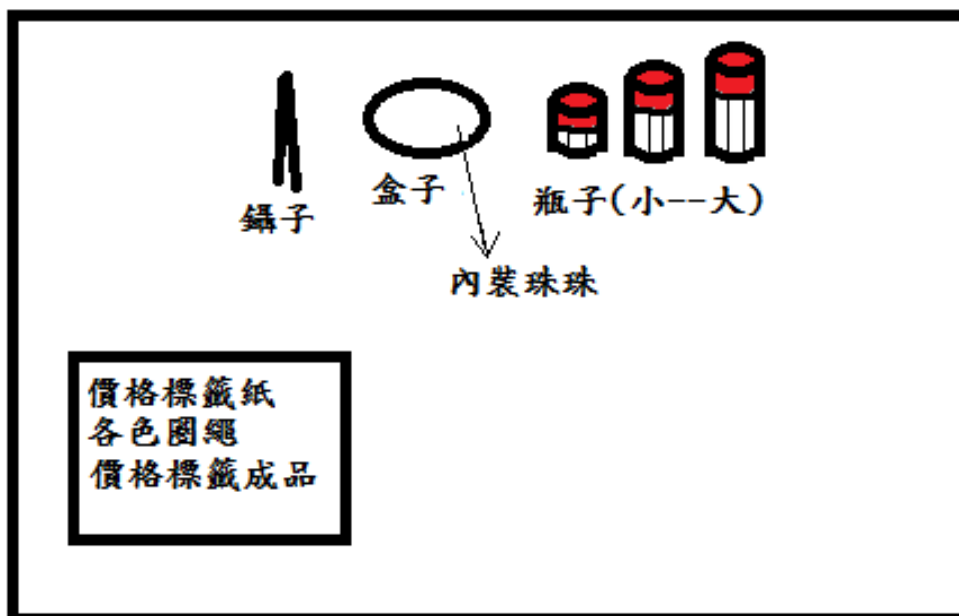 鑷子
盒子
瓶子(小--大)
內裝珠珠
價格標籤紙
各色圈繩
價格標籤成品